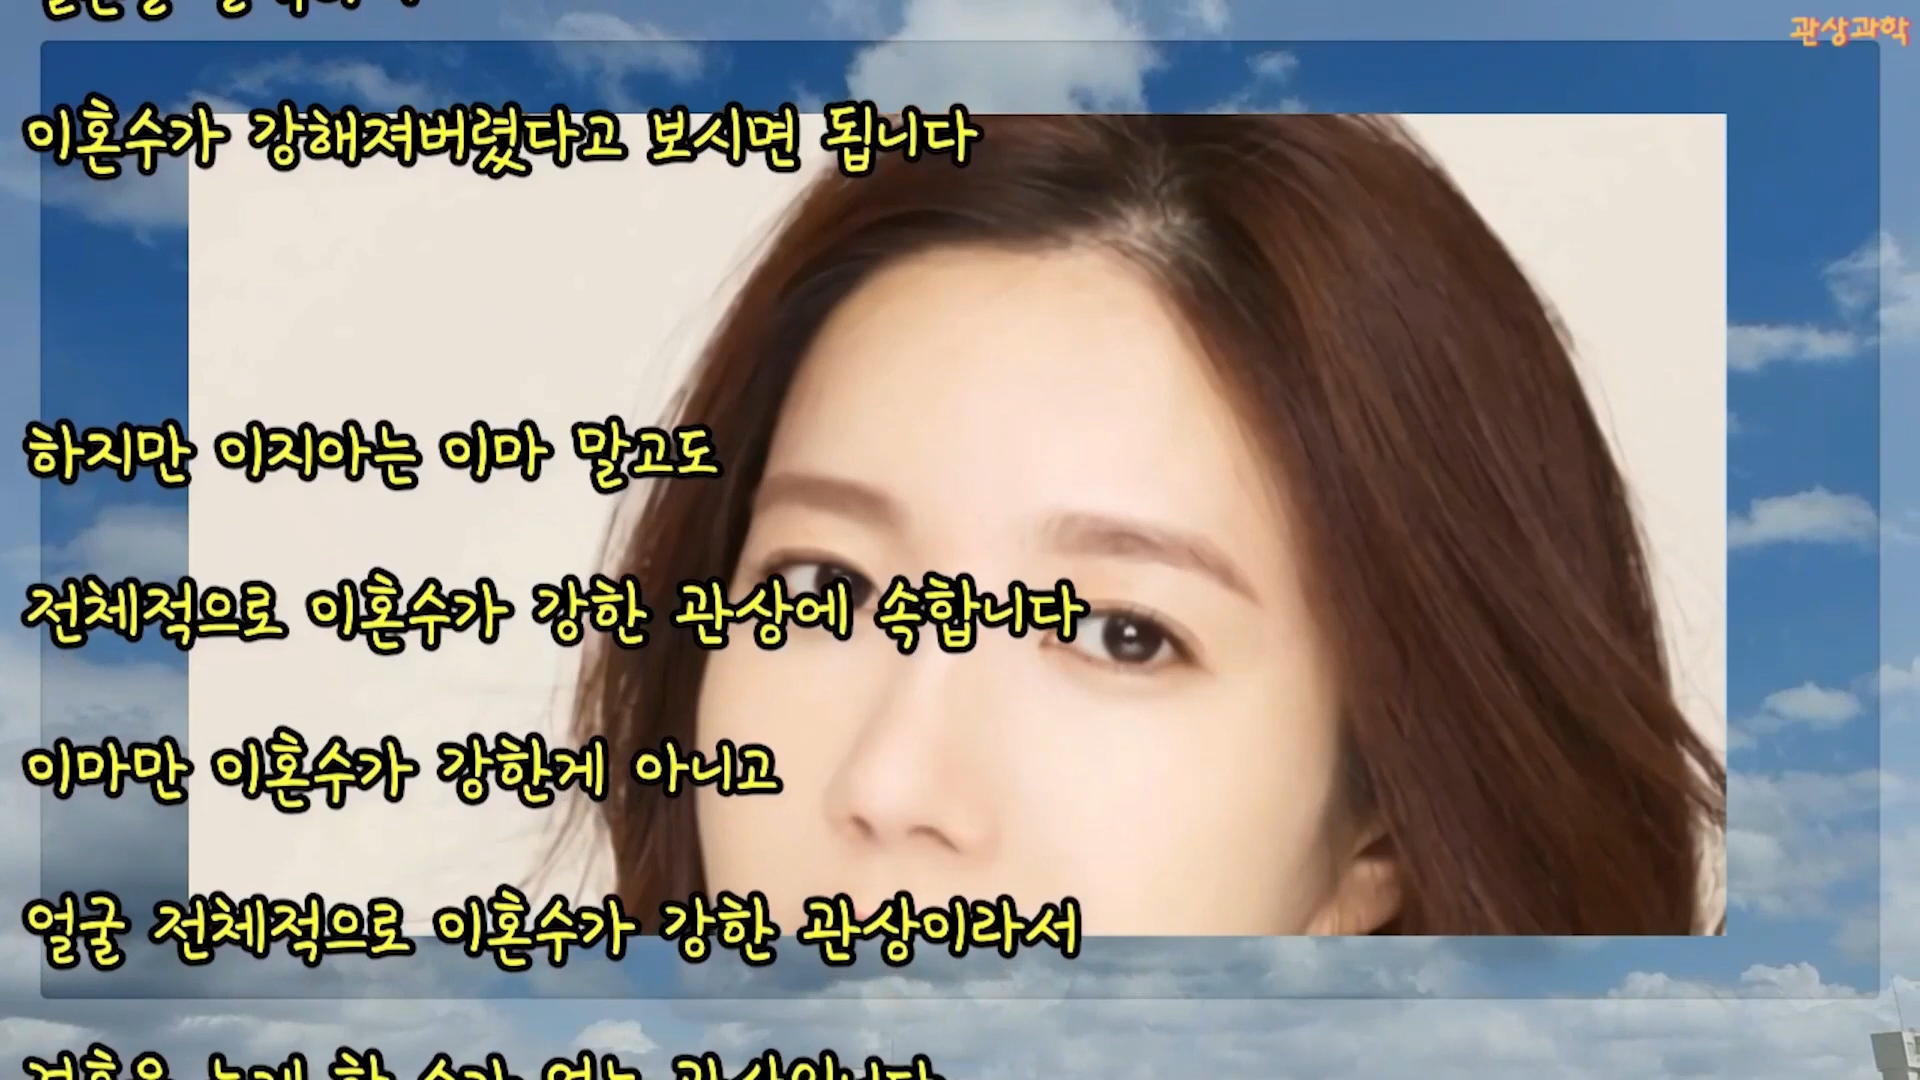 관상과학
이혼수가 강해져버렸다고 보시면 됩니다
하지만 이지아는 이마 말고도
전체적으로 이혼수가 강한 관상에 속합니다
이마만 이혼수가 강한게 아니고
얼굴 전체적으로 이혼수가 강한 관상이라서